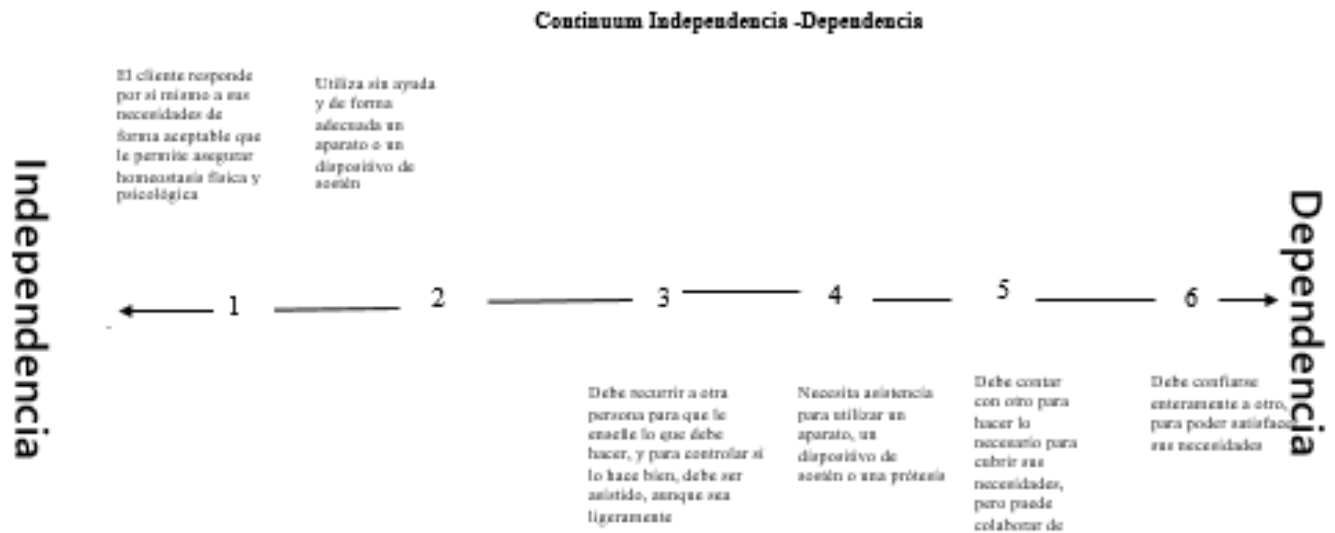 Continuum Independencia -Dependencia
El cliente responde
por si mismo a sus
necesidades de
forma aceptable que
le permite asegurar
homeostasis física y
psicológica
Utiliza sin ayuda
y de forma
adecuada un
aparato o un
dispositivo de
sostén
Independencia
1
2
3
4
5
6
Dependencia
Debe recurrir a otra
persona para que le
enseñe lo que debe
hacer, y para controlar si
lo hace bien, debe ser
asistido, aunque sea
ligeramente
Necesita asistencia
para utilizar un
aparato, un
dispositivo de
sostén o una prótesis
Debe contar
con otro para
hacer lo
necesario para
cubrir sus
necesidades,
pero puede
colaborar de
Debe confiarse
enteramente a otro,
para poder satisface
sus necesidades